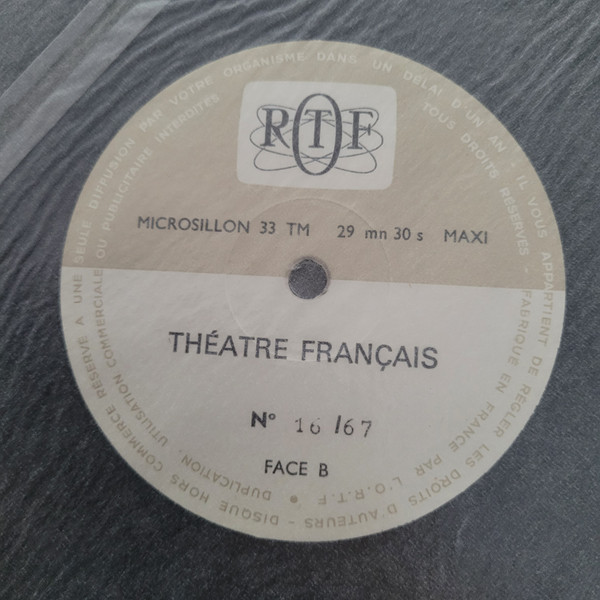 ORTF
MICROSILLON 33 TM 29 mn 30 s MAXI
THÉATRE FRANÇAIS
N° 16 /67
FACE B
DISQUE HORS COMMERCE RÉSERVÉ A UNE SEULE DIFFUSION PAR VOTRE ORGANISME DANS UN DÉLAI D'UN AN - IL VOUS APPARTIENT DE RÉGLER LES DROITS D'AUTEURS -
DUPLICATION, UTILISATION COMMERCIALE OU PUBLICITAIRE INTERDITES
TOUS DROITS RÉSERVÉS - FABRIQUÉ EN FRANCE PAR L'O.R.T.F •